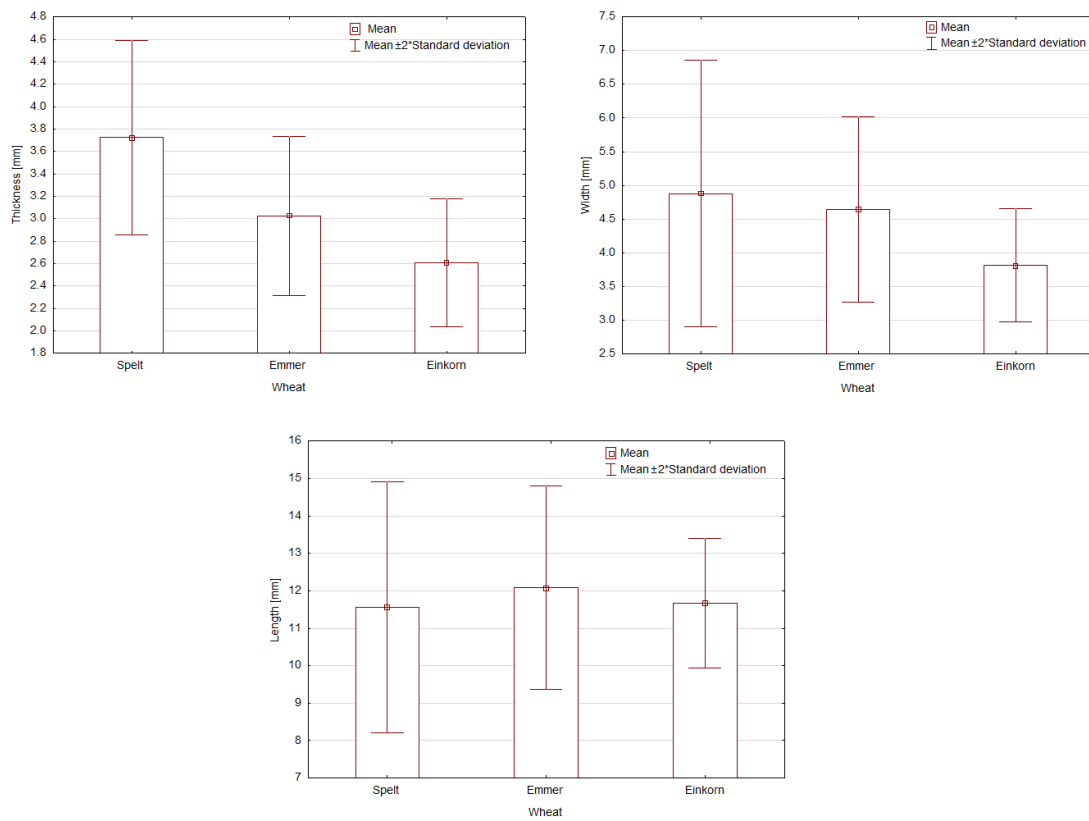 4.8
4.6
4.4
4.2
4.0
3.8
3.6
3.4
3.2
3.0
2.8
2.6
2.4
2.2
2.0
1.8
Thickness [mm]
Mean
Mean±2*Standard deviation
Spelt Emmer Einkorn
Wheat
7.5
7.0
6.5
6.0
5.5
5.0
4.5
4.0
3.5
3.0
2.5
Width [mm]
Mean
Mean±2*Standard deviation
Spelt Emmer Einkorn
Wheat
16
15
14
13
12
11
10
9
8
7
Length [mm]
Mean
Mean±2*Standard deviation
Spelt Emmer Einkorn
Wheat